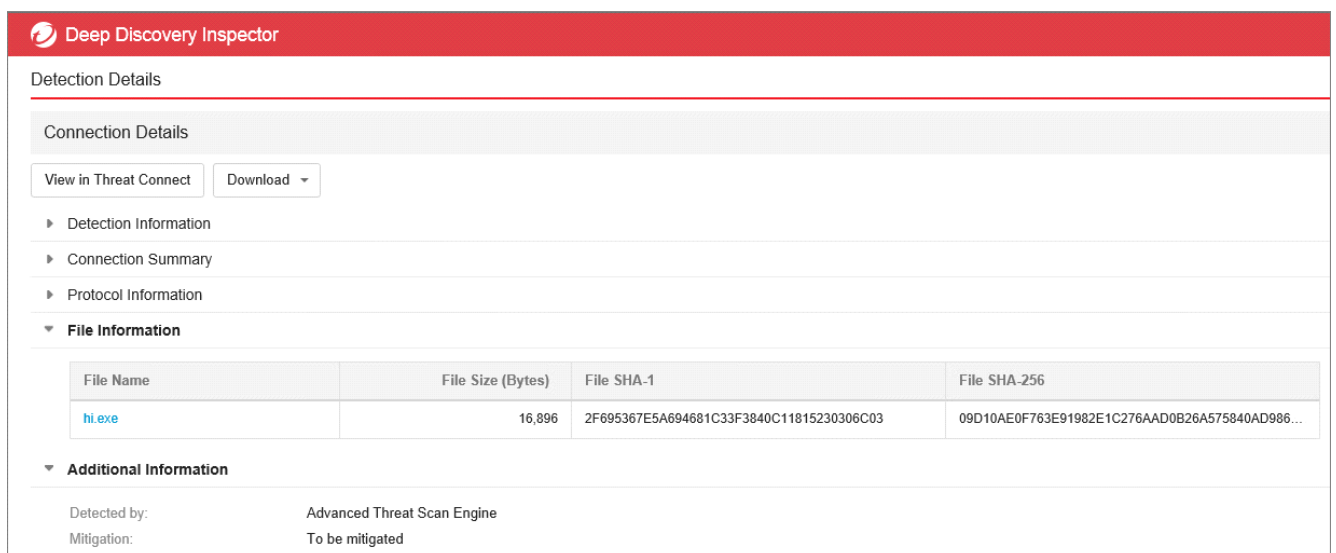 Deep Discovery Inspector
Detection Details
Connection Details
View in Threat Connect Download
Detection Information
Connection Summary
Protocol Information
File Information
File Name File Size (Bytes) File SHA-1 File SHA-256
hi.exe 16,896 2F695367E5A694681C33F3840C11815230306C03 09D10AE0F763E91982E1C276AAD0B26A575840AD986...
Additional Information
Detected by: Advanced Threat Scan Engine
Mitigation: To be mitigated